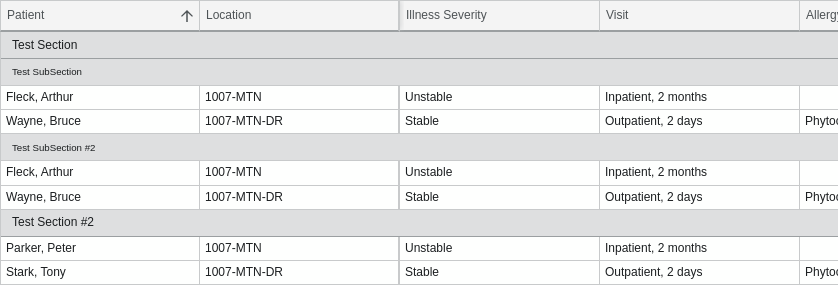 Patient Location Illness Severity Visit Allergy
Test Section
Test SubSection
Fleck, Arthur 1007-MTN Unstable Inpatient, 2 months
Wayne, Bruce 1007-MTN-DR Stable Outpatient, 2 days Phytoc
Test SubSection #2
Fleck, Arthur 1007-MTN Unstable Inpatient, 2 months
Wayne, Bruce 1007-MTN-DR Stable Outpatient, 2 days Phytoc
Test Section #2
Parker, Peter 1007-MTN Unstable Inpatient, 2 months
Stark, Tony 1007-MTN-DR Stable Outpatient, 2 days Phytoc